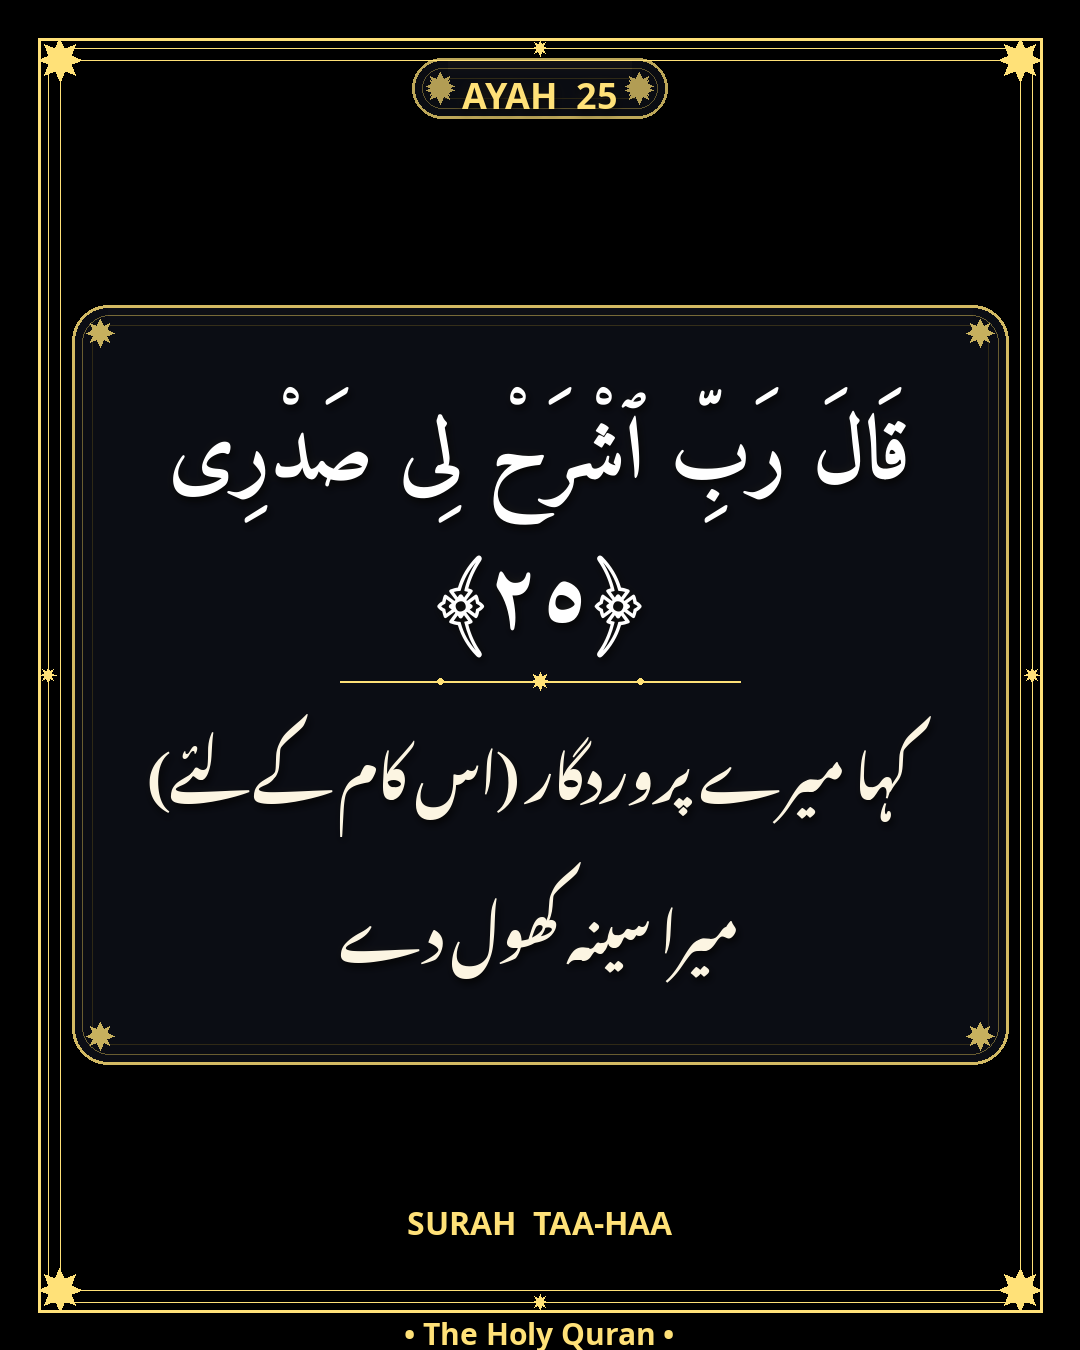 AYAH 25
قَالَ رَبِّ ٱشْرَحْ لِى صَدْرِى
﴿٢٥﴾
کہا میرے پروردگار (اس کام کے لئے)
میرا سینہ کھول دے
SURAH TAA-HAA
• The Holy Quran •